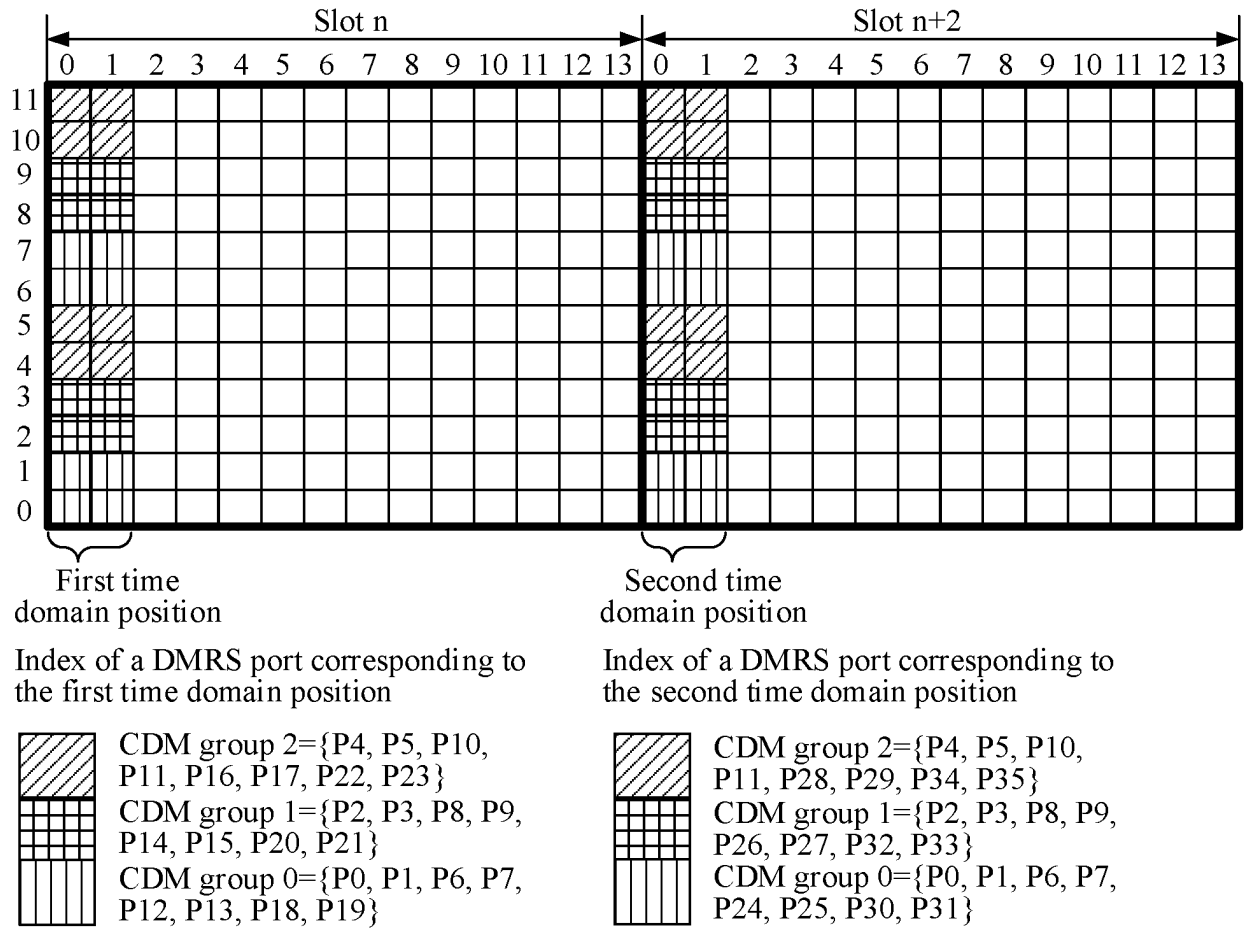 Slot n
Slot n+2
0 1 2 3 4 5 6 7 8 9 10 11 12 13
0 1 2 3 4 5 6 7 8 9 10 11 12 13
11
10
9
8
7
6
5
4
3
2
1
0
First time
domain position
Second time
domain position
Index of a DMRS port corresponding to
the first time domain position
CDM group 2={P4, P5, P10,
P11, P16, P17, P22, P23}
CDM group 1={P2, P3, P8, P9,
P14, P15, P20, P21}
CDM group 0={P0, P1, P6, P7,
P12, P13, P18, P19}
Index of a DMRS port corresponding to
the second time domain position
CDM group 2={P4, P5, P10,
P11, P28, P29, P34, P35}
CDM group 1={P2, P3, P8, P9,
P26, P27, P32, P33}
CDM group 0={P0, P1, P6, P7,
P24, P25, P30, P31}